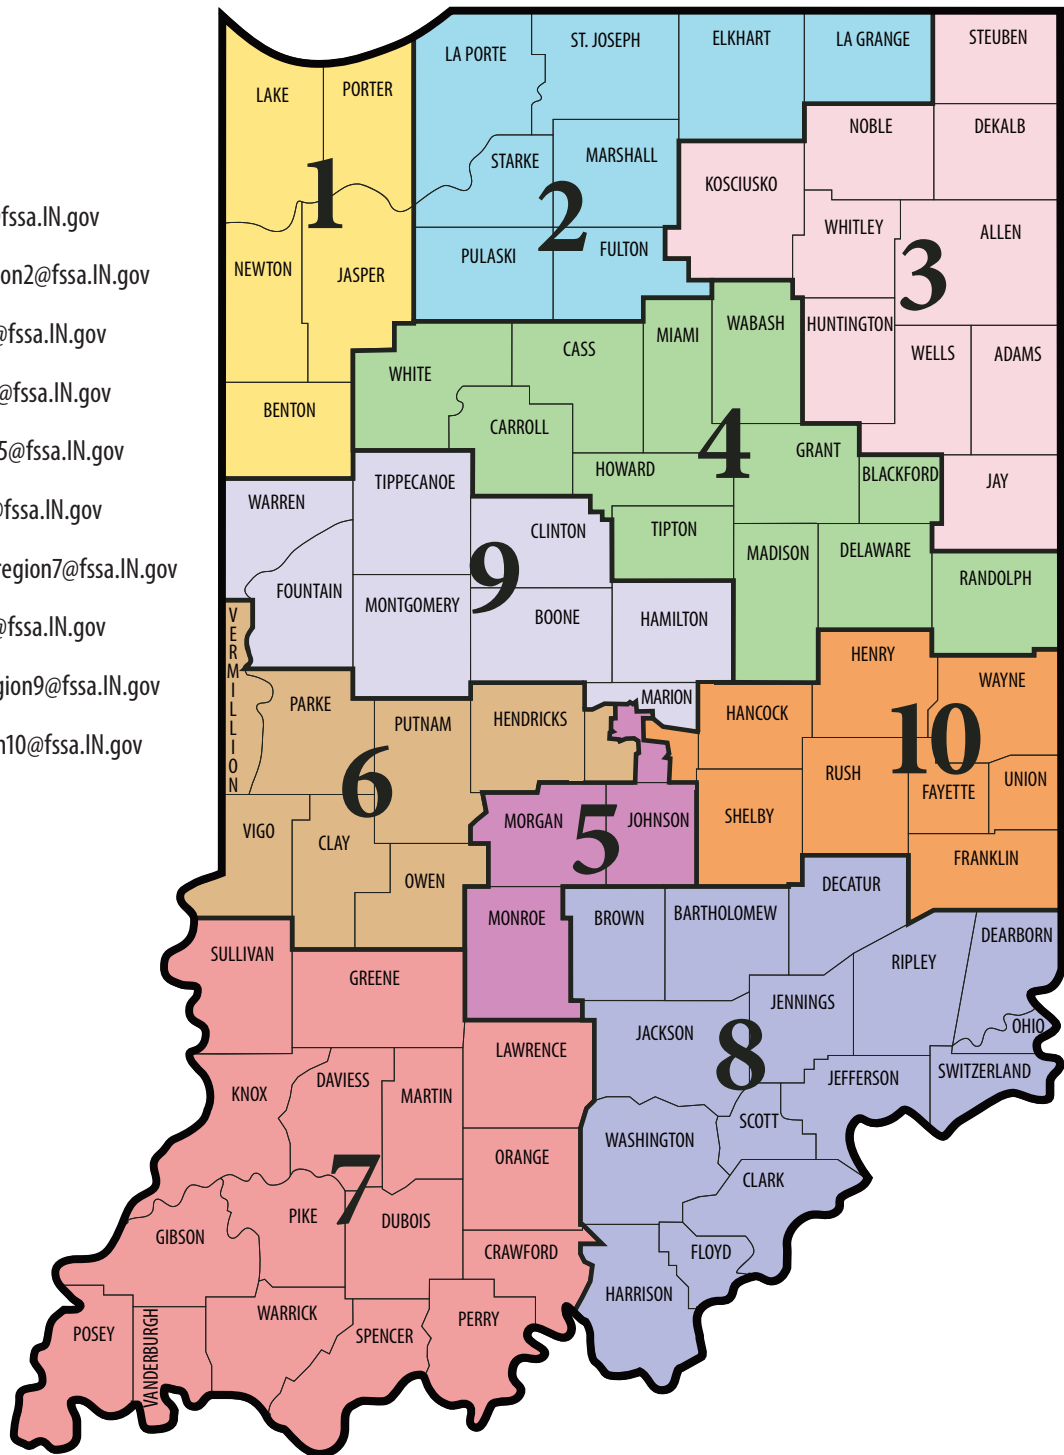 fssa.IN.gov
on2@fssa.IN.gov
@fssa.IN.gov
@fssa.IN.gov
5@fssa.IN.gov
@fssa.IN.gov
region7@fssa.IN.gov
@fssa.IN.gov
gion9@fssa.IN.gov
n10@fssa.IN.gov
LAKE
PORTER
NEWTON
JASPER
BENTON
1
LA PORTE
ST. JOSEPH
ELKHART
LA GRANGE
STARKE
MARSHALL
PULASKI
FULTON
2
STEUBEN
NOBLE
DEKALB
KOSCIUSKO
WHITLEY
ALLEN
HUNTINGTON
WELLS
ADAMS
JAY
3
WHITE
CASS
MIAMI
WABASH
CARROLL
HOWARD
GRANT
BLACKFORD
TIPTON
MADISON
DELAWARE
RANDOLPH
4
WARREN
TIPPECANOE
CLINTON
FOUNTAIN
MONTGOMERY
BOONE
HAMILTON
MARION
9
VERMILLION
PARKE
PUTNAM
HENDRICKS
VIGO
CLAY
OWEN
6
MORGAN
JOHNSON
MONROE
5
HENRY
WAYNE
HANCOCK
RUSH
FAYETTE
UNION
SHELBY
FRANKLIN
10
DECATUR
BROWN
BARTHOLOMEW
DEARBORN
RIPLEY
JENNINGS
JACKSON
OHIO
JEFFERSON
SWITZERLAND
SCOTT
WASHINGTON
CLARK
FLOYD
HARRISON
8
SULLIVAN
GREENE
LAWRENCE
KNOX
DAVIESS
MARTIN
ORANGE
GIBSON
PIKE
DUBOIS
CRAWFORD
POSEY
VANDERBURGH
WARRICK
SPENCER
PERRY
7